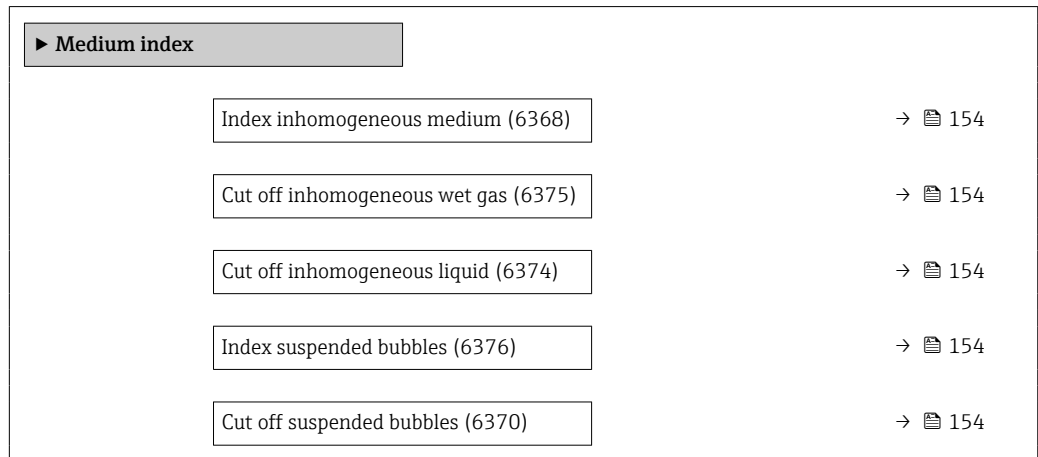 ▶ Medium index
Index inhomogeneous medium (6368) → 154
Cut off inhomogeneous wet gas (6375) → 154
Cut off inhomogeneous liquid (6374) → 154
Index suspended bubbles (6376) → 154
Cut off suspended bubbles (6370) → 154